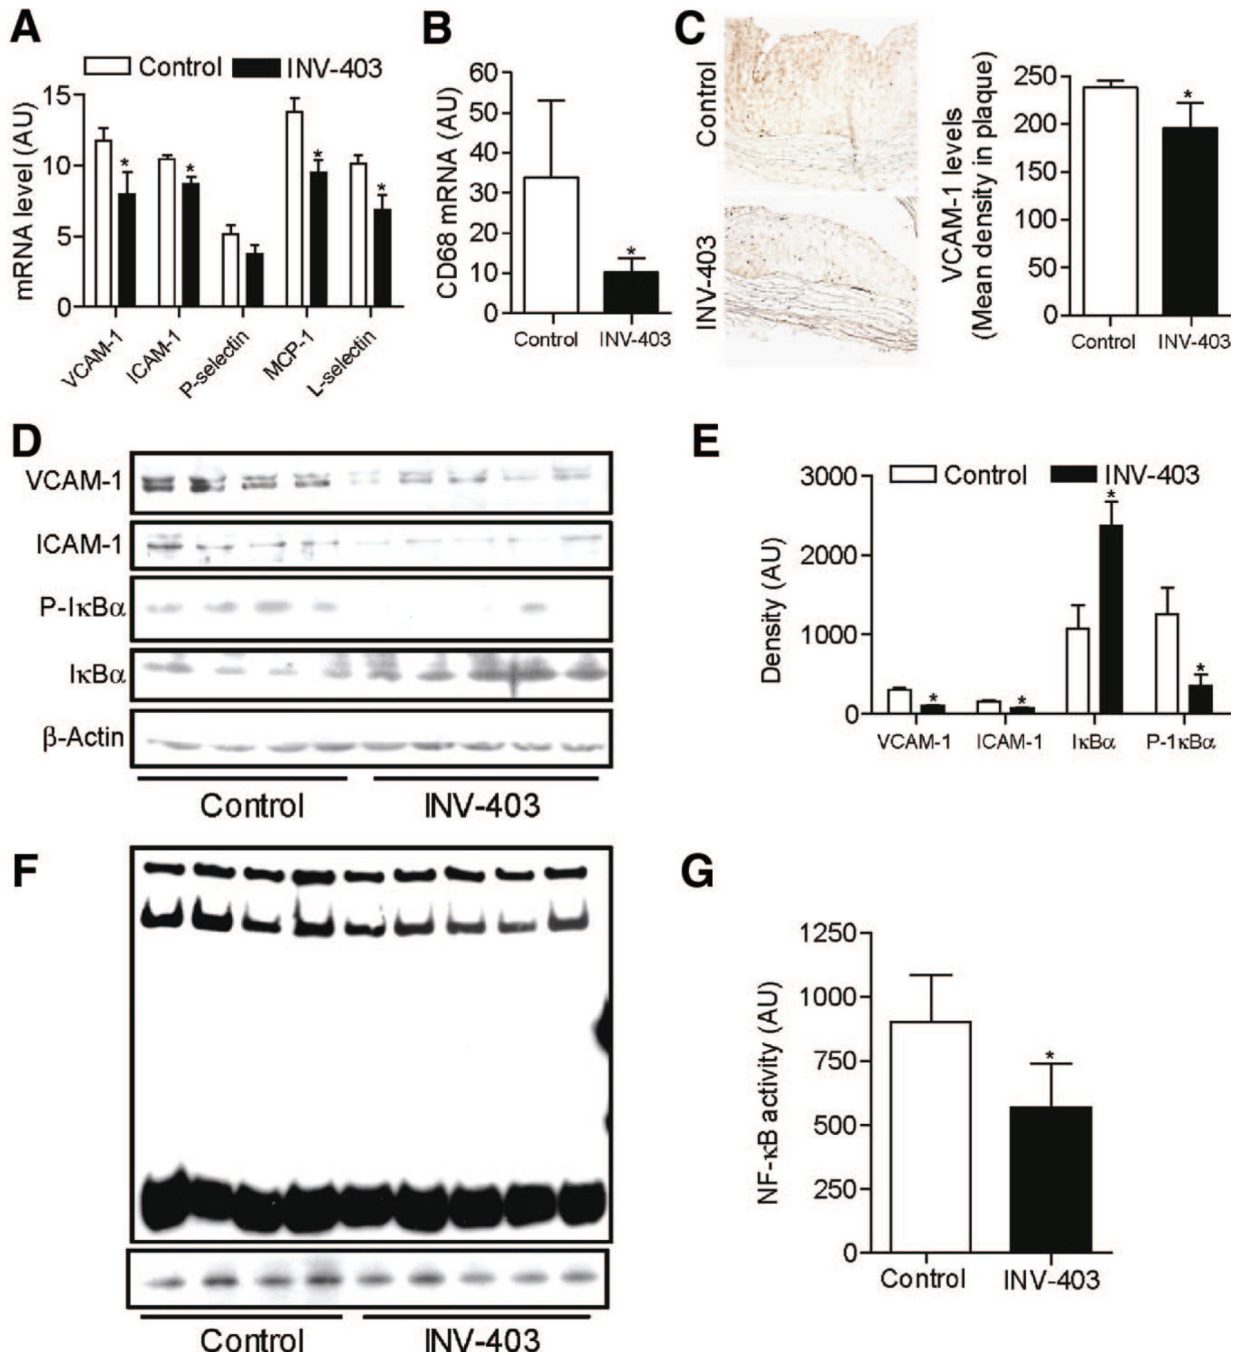 A
Control INV-403
mRNA level (AU)
15
10
5
0
* * * *
VCAM-1
ICAM-1
P-selectin
MCP-1
L-selectin
B
CD68 mRNA (AU)
60
50
40
30
20
10
0
*
Control INV-403
C
Control
INV-403
VCAM-1 levels
(Mean density in plaque)
250
200
150
200
50
0
*
Control INV-403
D
VCAM-1
ICAM-1
P-IκBα
IκBα
β-Actin
Control INV-403
E
Control INV-403
Density (AU)
3000
2000
1000
0
* * * *
VCAM-1 ICAM-1 IκBα P-1κBα
F
Control INV-403
G
NF-κB activity (AU)
1250
1000
750
500
250
0
*
Control INV-403